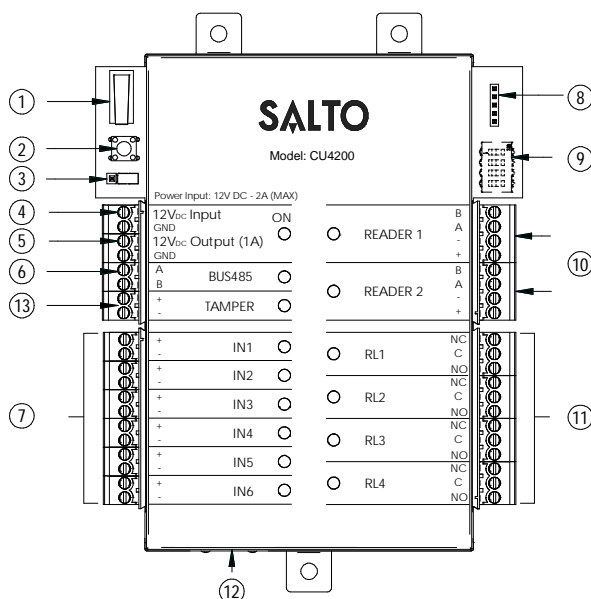 SALTO
Model: CU4200
Power Input: 12V DC - 2A (MAX)
12VDC Input ON
GND
12VDC Output (1A)
GND
A BUS485
B
+ TAMPER
-
+ IN1
-
+ IN2
-
+ IN3
-
+ IN4
-
+ IN5
-
+ IN6
-
READER 1 B
A
-
+
READER 2 B
A
-
+
RL1 NC
C
NO
RL2 NC
C
NO
RL3 NC
C
NO
RL4 NC
C
NO
1
2
3
4
5
6
13
7
8
9
10
11
12